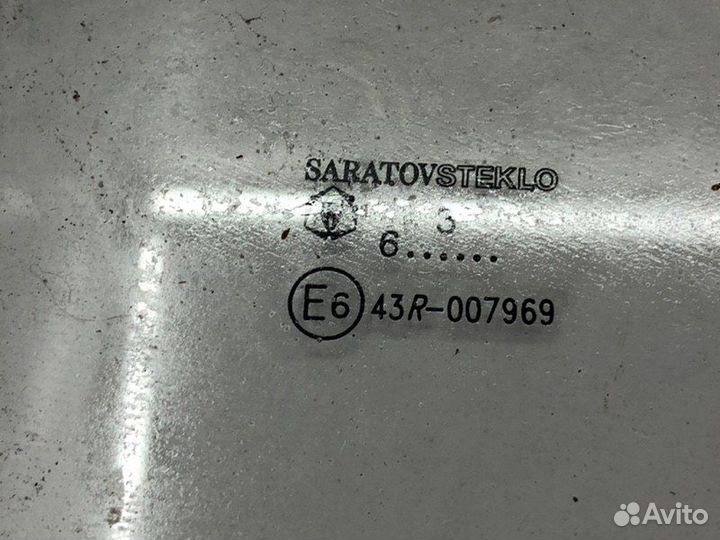 SARATOVSTEKLO
3
6......
E6 43R-007969
Avito